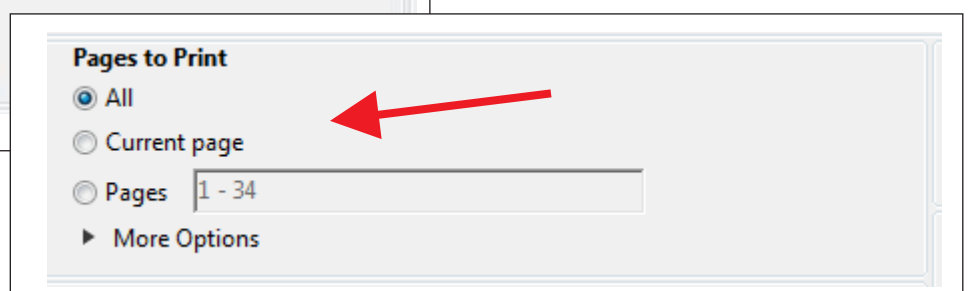 Pages to Print
All
Current page
Pages 1 - 34
More Options